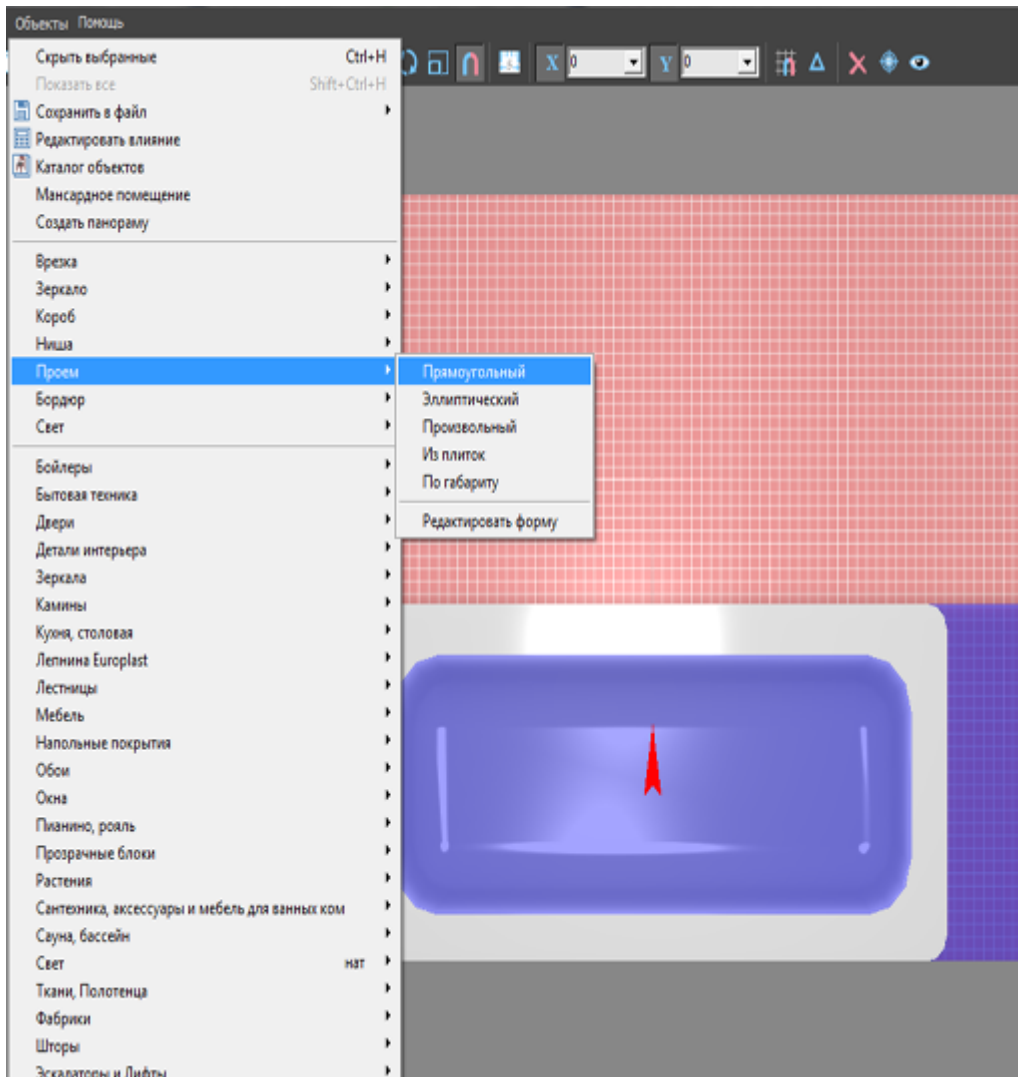 Объекты Помощь
Скрыть выбранные Ctrl+H
Показать все Shift+Ctrl+H
Сохранить в файл
Редактировать влияние
Каталог объектов
Мансардное помещение
Создать панораму
Врезка
Зеркало
Короб
Ниша
Проем
Бордюр
Свет
Бойлеры
Бытовая техника
Двери
Детали интерьера
Зеркала
Камины
Кухня, столовая
Лепнина Europlast
Лестницы
Мебель
Напольные покрытия
Обои
Окна
Пианино, рояль
Прозрачные блоки
Растения
Сантехника, аксессуары и мебель для ванных ком
Сауна, бассейн
Свет нат
Ткани, Полотенца
Фабрики
Шторы
Эскалаторы и Лифты
Прямоугольный
Эллиптический
Произвольный
Из плиток
По габариту
Редактировать форму
X 0 Y 0